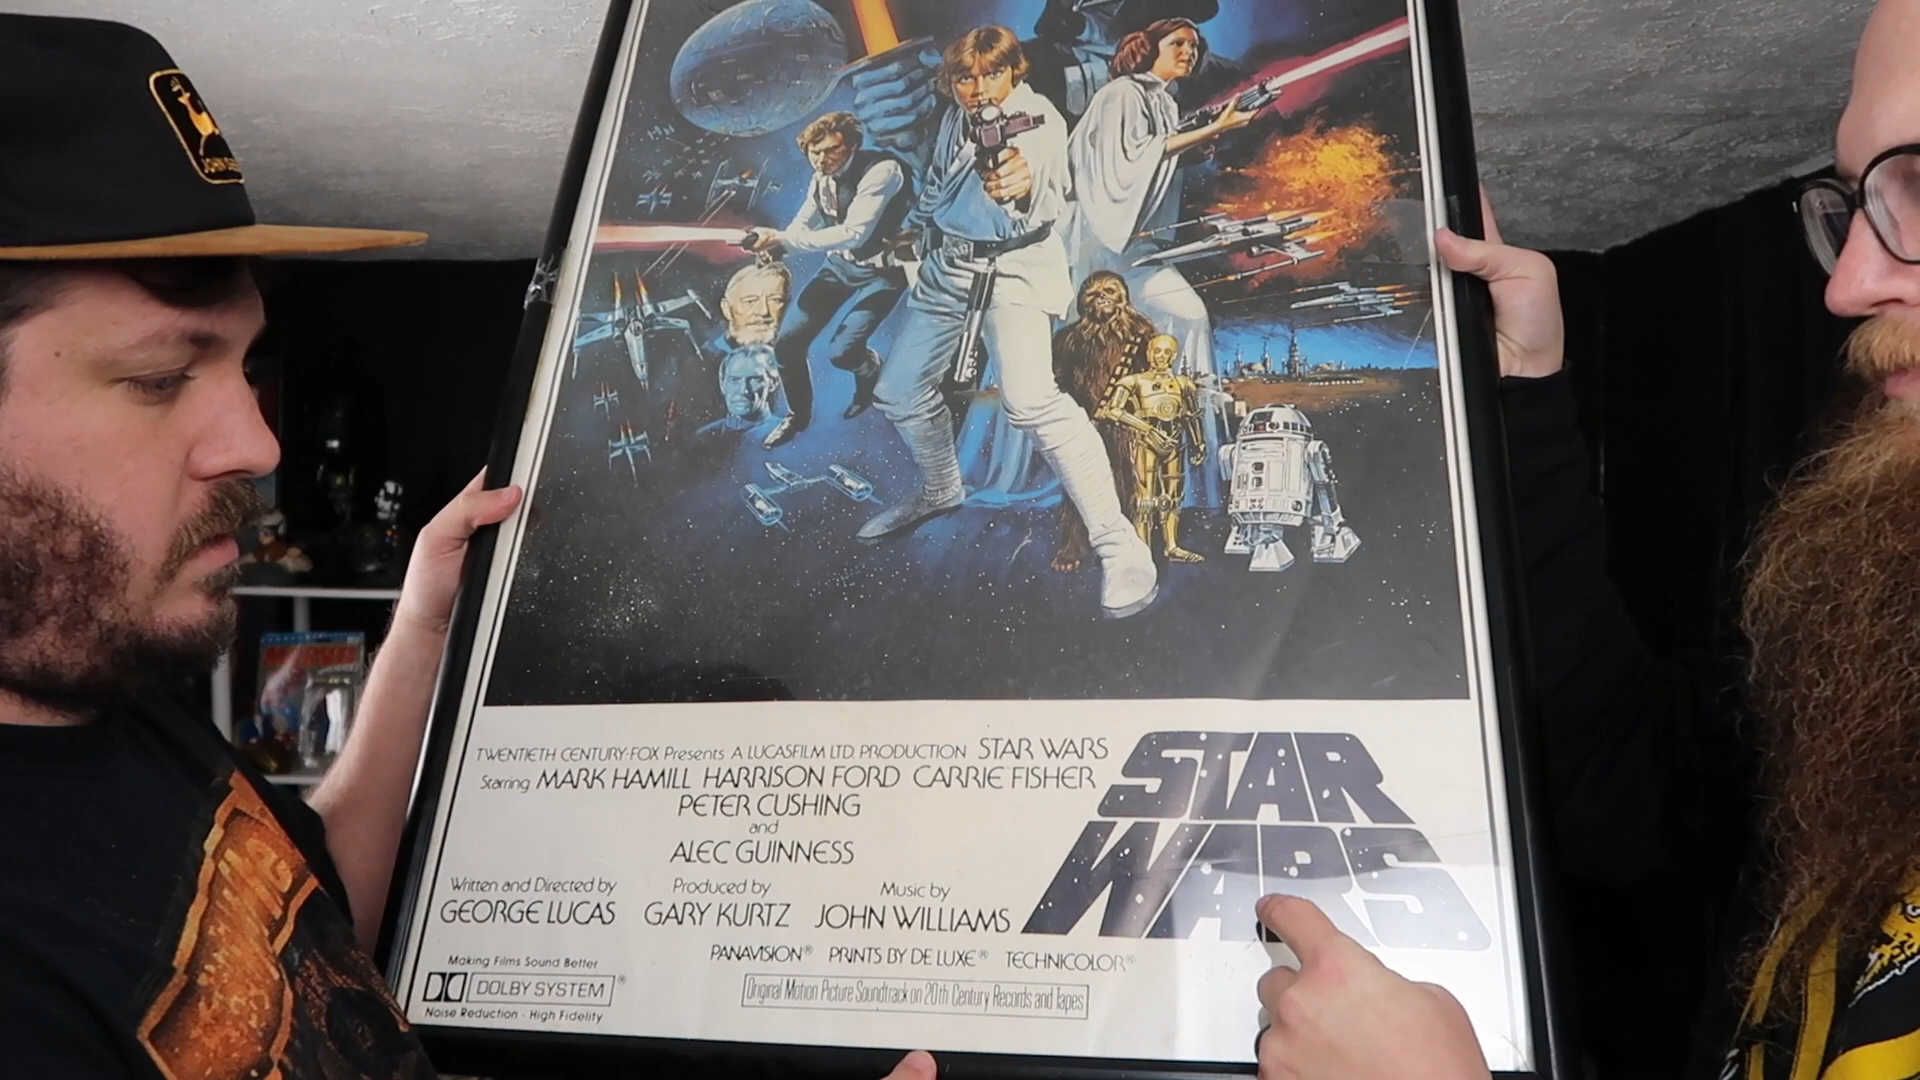 TWENTIETH CENTURY-FOX Presents A LUCASFILM LTD. PRODUCTION STAR WARS
Starring MARK HAMILL HARRISON FORD CARRIE FISHER
PETER CUSHING
and
ALEC GUINNESS
Written and Directed by
GEORGE LUCAS
Produced by
GARY KURTZ
Music by
JOHN WILLIAMS
PANAVISION® PRINTS BY DE LUXE® TECHNICOLOR®
Making Films Sound Better
DOLBY SYSTEM®
Noise Reduction - High Fidelity
Original Motion Picture Soundtrack on 20th Century Records and Tapes
STAR
WARS
JOHN